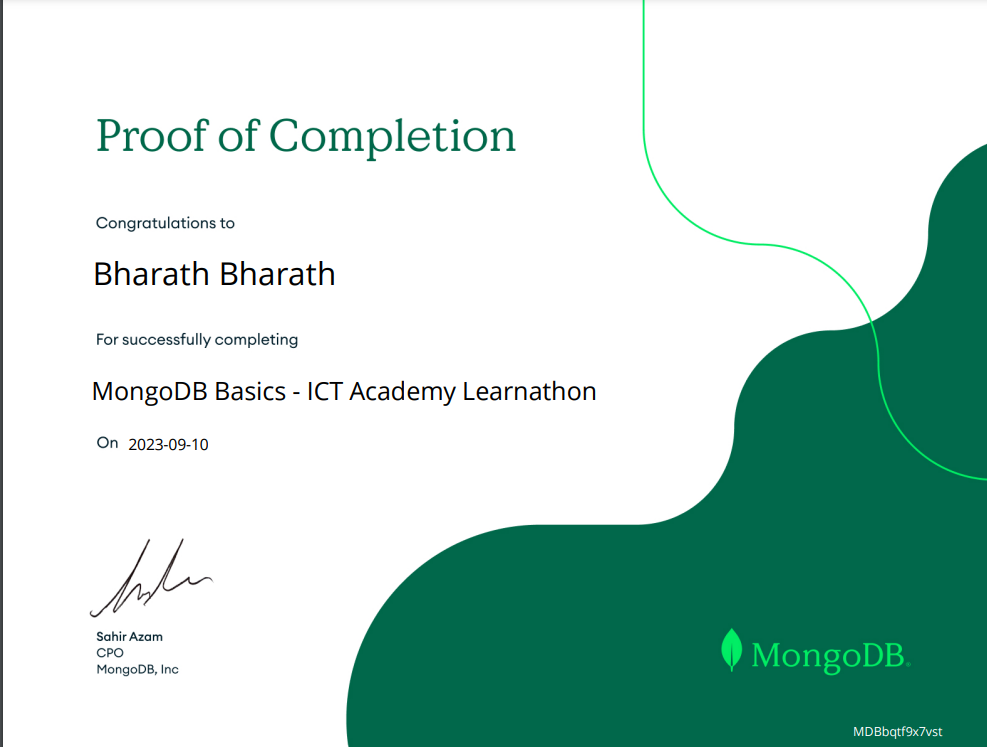 Proof of Completion
Congratulations to
Bharath Bharath
For successfully completing
MongoDB Basics - ICT Academy Learnathon
On 2023-09-10
Sahir Azam
CPO
MongoDB, Inc
MongoDB.
MDBbqtf9x7vst